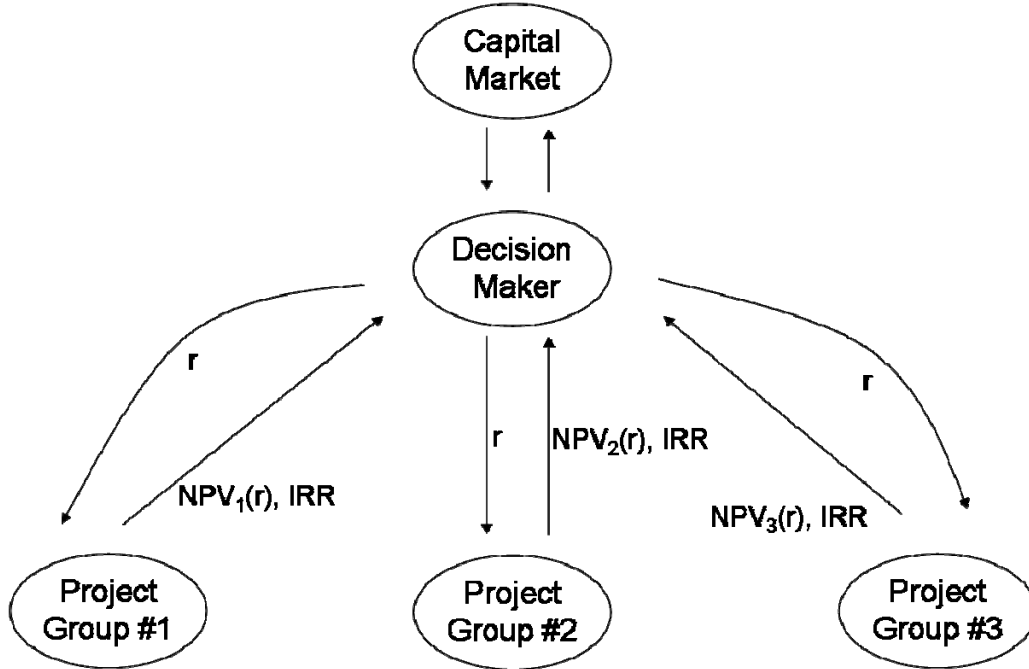 Capital
Market
Decision
Maker
r
r
r
NPV₂(r), IRR
NPV₁(r), IRR
NPV₃(r), IRR
Project
Group #1
Project
Group #2
Project
Group #3